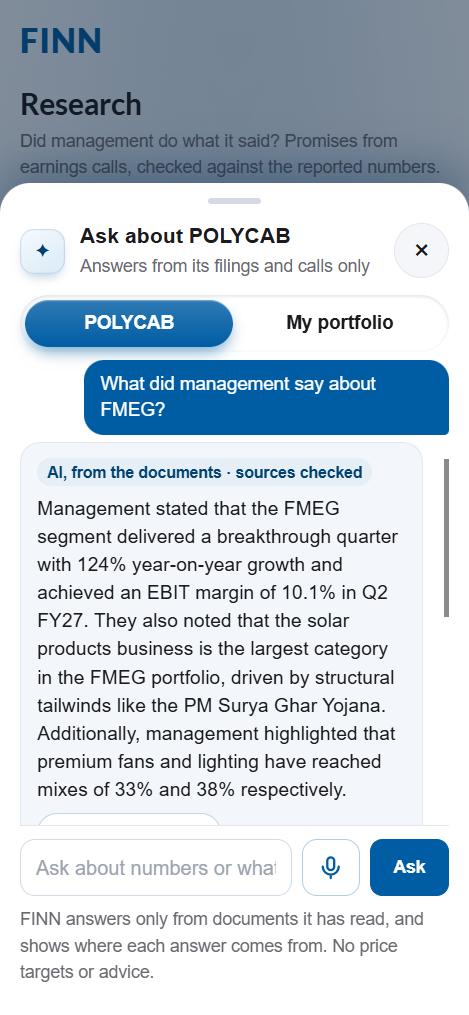 FINN
Research
Did management do what it said? Promises from
earnings calls, checked against the reported numbers.
Ask about POLYCAB
Answers from its filings and calls only
POLYCAB
My portfolio
What did management say about
FMEG?
AI, from the documents · sources checked
Management stated that the FMEG
segment delivered a breakthrough quarter
with 124% year-on-year growth and
achieved an EBIT margin of 10.1% in Q2
FY27. They also noted that the solar
products business is the largest category
in the FMEG portfolio, driven by structural
tailwinds like the PM Surya Ghar Yojana.
Additionally, management highlighted that
premium fans and lighting have reached
mixes of 33% and 38% respectively.
Ask about numbers or what
Ask
FINN answers only from documents it has read, and
shows where each answer comes from. No price
targets or advice.